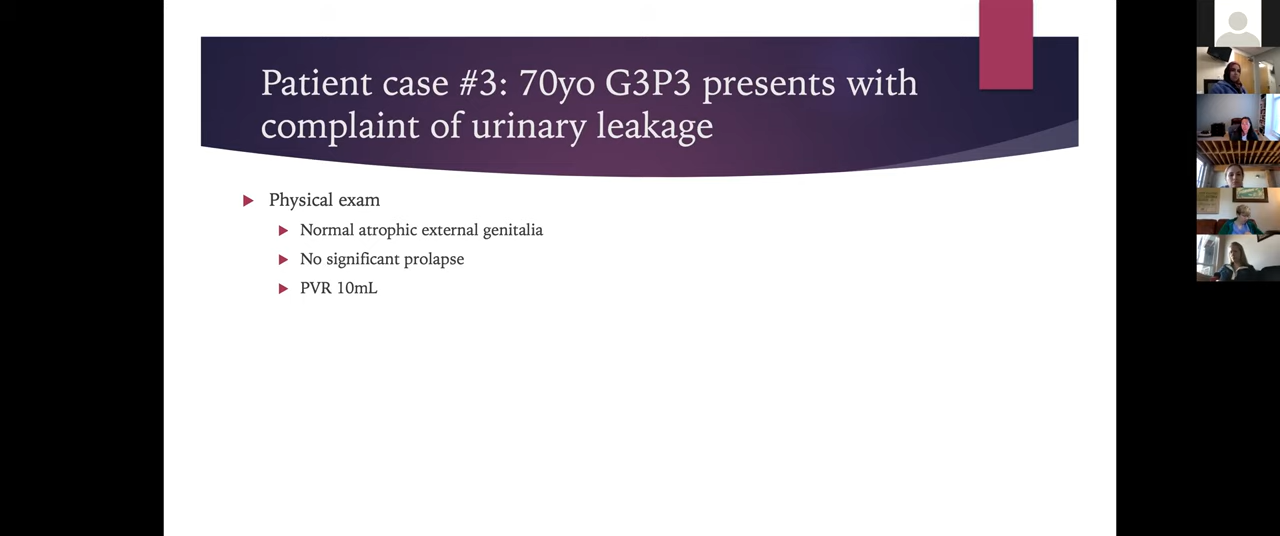 Patient case #3: 70yo G3P3 presents with
complaint of urinary leakage
Physical exam
Normal atrophic external genitalia
No significant prolapse
PVR 10mL